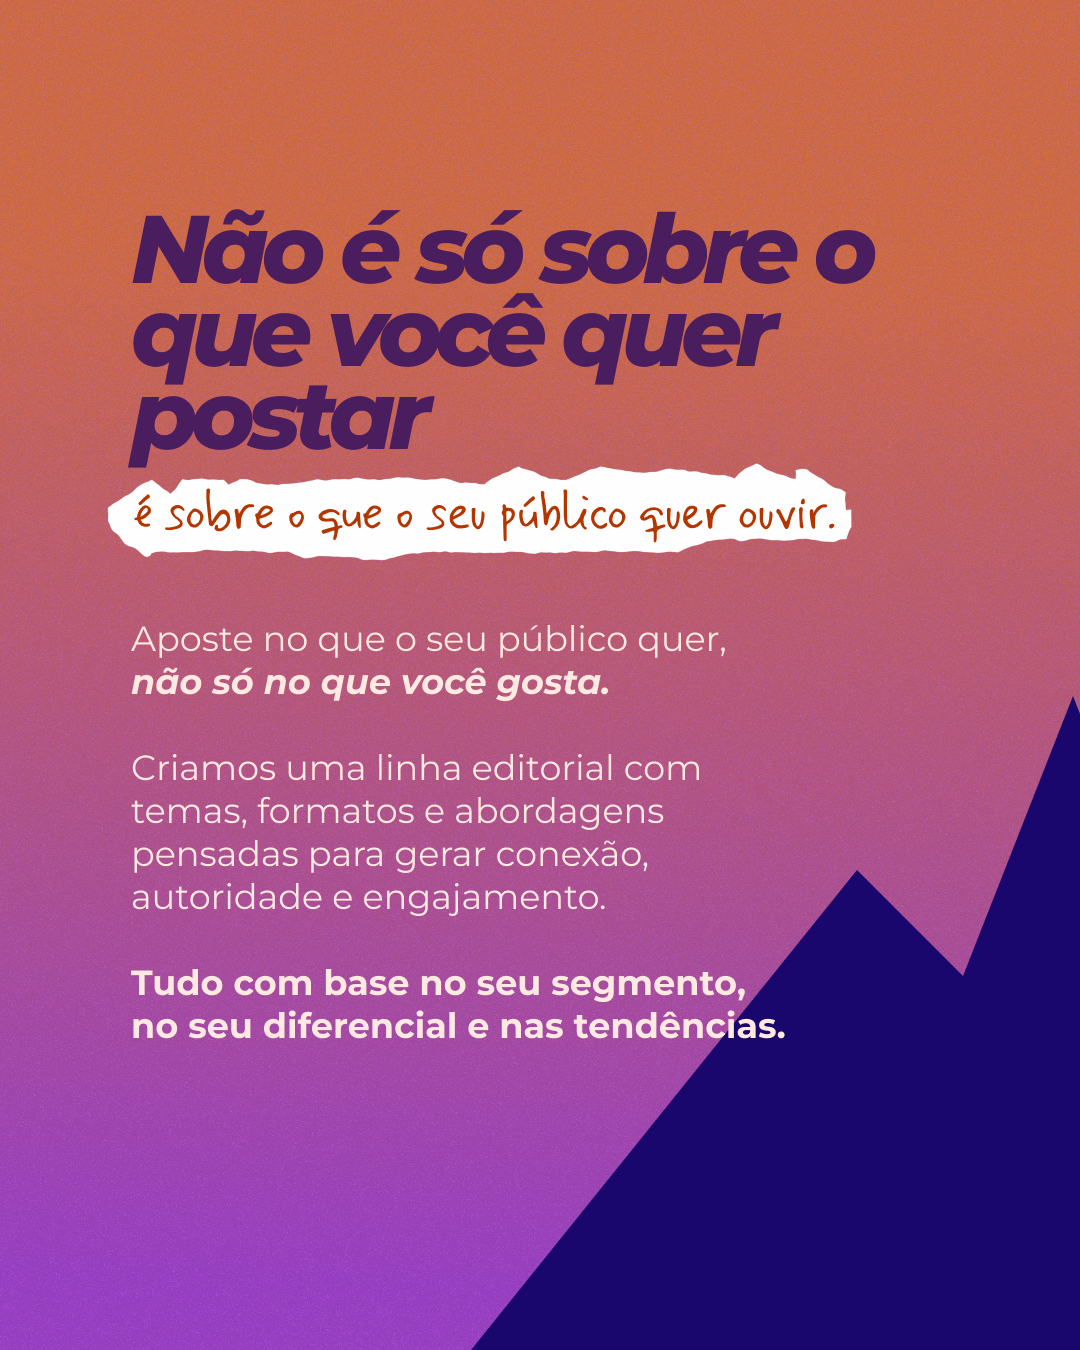 Não é só sobre o
que você quer
postar
é sobre o que o seu público quer ouvir.
Aposte no que o seu público quer,
não só no que você gosta.
Criamos uma linha editorial com
temas, formatos e abordagens
pensadas para gerar conexão,
autoridade e engajamento.
Tudo com base no seu segmento,
no seu diferencial e nas tendências.